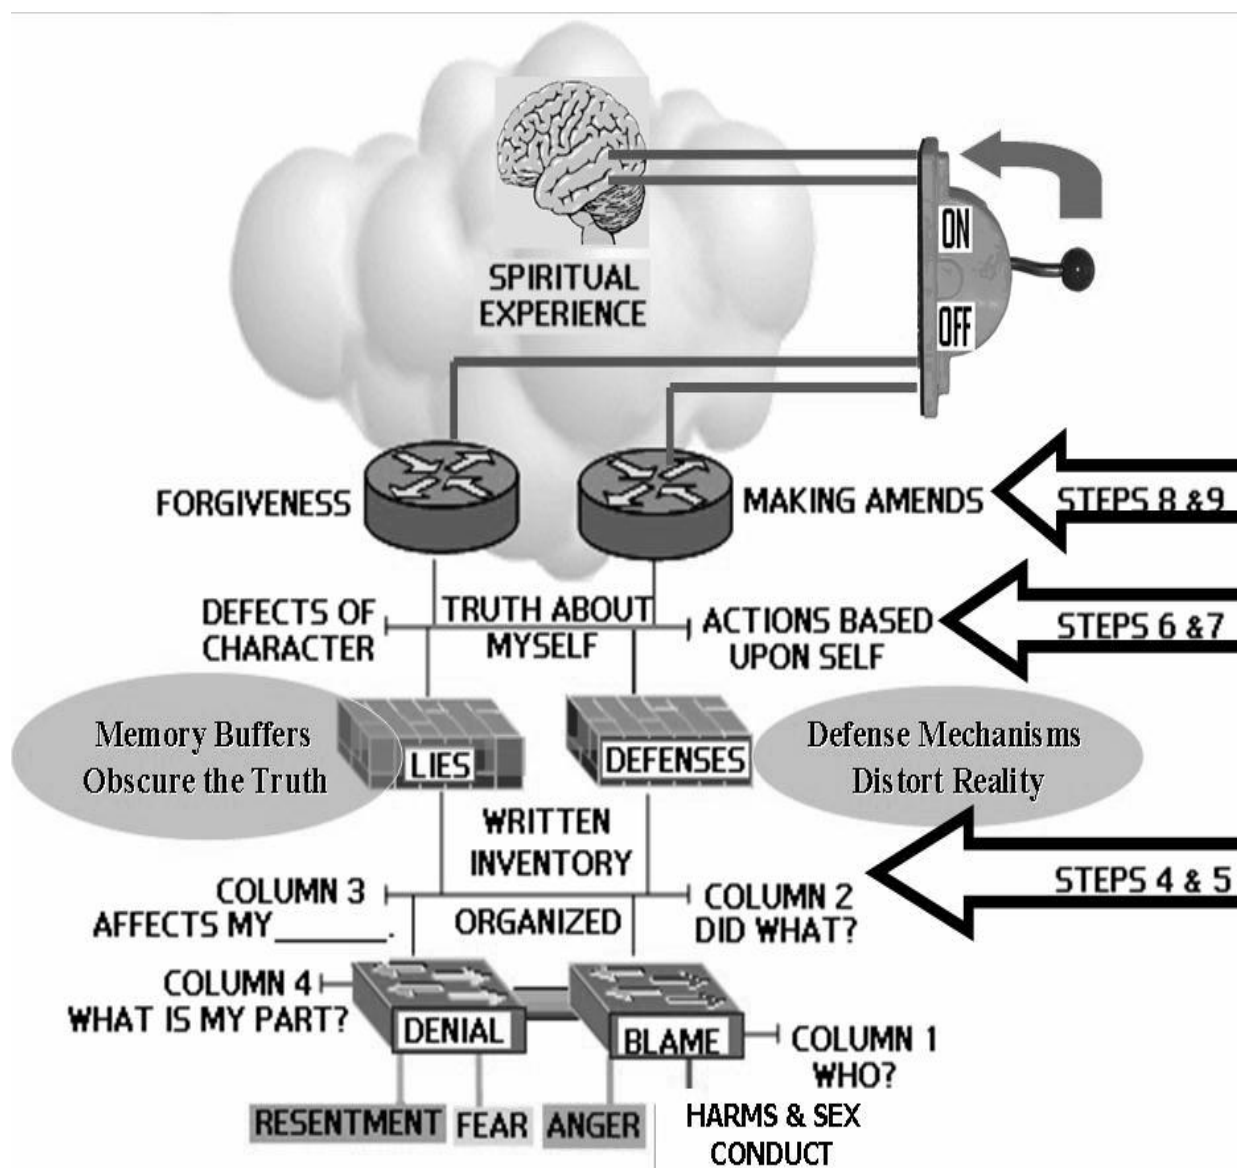 ON
SPIRITUAL
EXPERIENCE
OFF
FORGIVENESS
MAKING AMENDS
STEPS 8 &9
DEFECTS OF
CHARACTER
TRUTH ABOUT
MYSELF
ACTIONS BASED
UPON SELF
STEPS 6 &7
Memory Buffers
Obscure the Truth
LIES
DEFENSES
Defense Mechanisms
Distort Reality
WRITTEN
INVENTORY
STEPS 4 & 5
COLUMN 3
AFFECTS MY________.
ORGANIZED
COLUMN 2
DID WHAT?
COLUMN 4
WHAT IS MY PART?
DENIAL
BLAME
COLUMN 1
WHO?
RESENTMENT
FEAR
ANGER
HARMS & SEX
CONDUCT